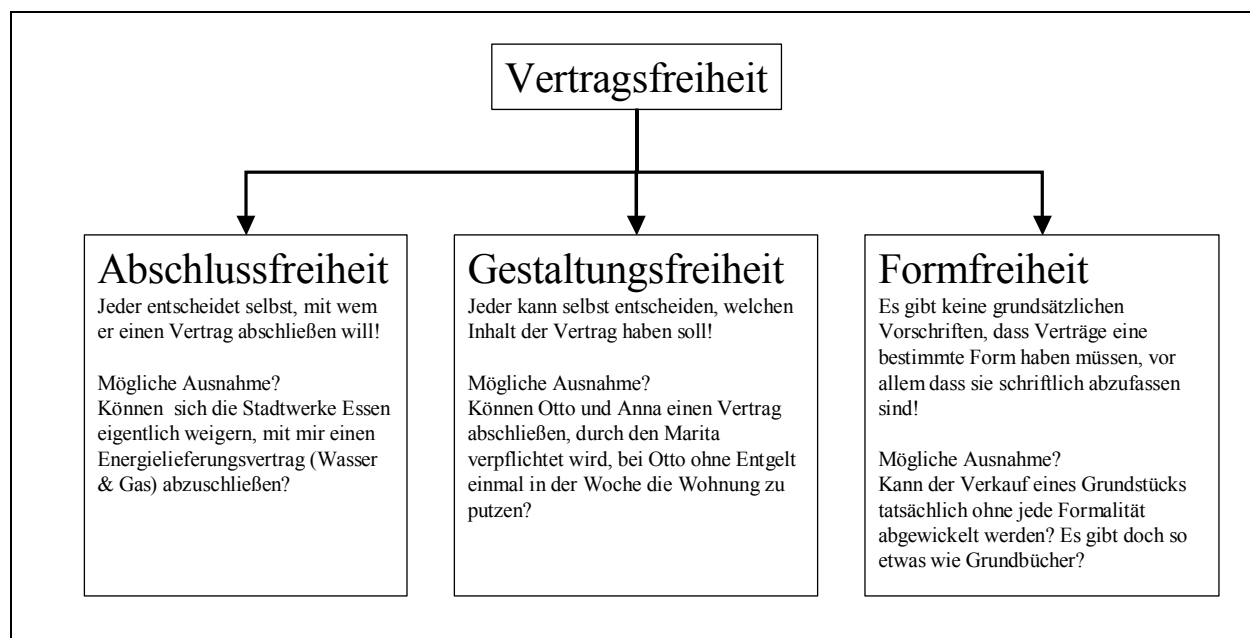 Vertragsfreiheit
Abschlussfreiheit
Jeder entscheidet selbst, mit wem
er einen Vertrag abschließen will!
Mögliche Ausnahme?
Können sich die Stadtwerke Essen
eigentlich weigern, mit mir einen
Energielieferungsvertrag (Wasser
& Gas) abzuschließen?
Gestaltungsfreiheit
Jeder kann selbst entscheiden, welchen
Inhalt der Vertrag haben soll!
Mögliche Ausnahme?
Können Otto und Anna einen Vertrag
abschließen, durch den Marita
verpflichtet wird, bei Otto ohne Entgelt
einmal in der Woche die Wohnung zu
putzen?
Formfreiheit
Es gibt keine grundsätzlichen
Vorschriften, dass Verträge eine
bestimmte Form haben müssen, vor
allem dass sie schriftlich abzufassen
sind!
Mögliche Ausnahme?
Kann der Verkauf eines Grundstücks
tatsächlich ohne jede Formalität
abgewickelt werden? Es gibt doch so
etwas wie Grundbücher?